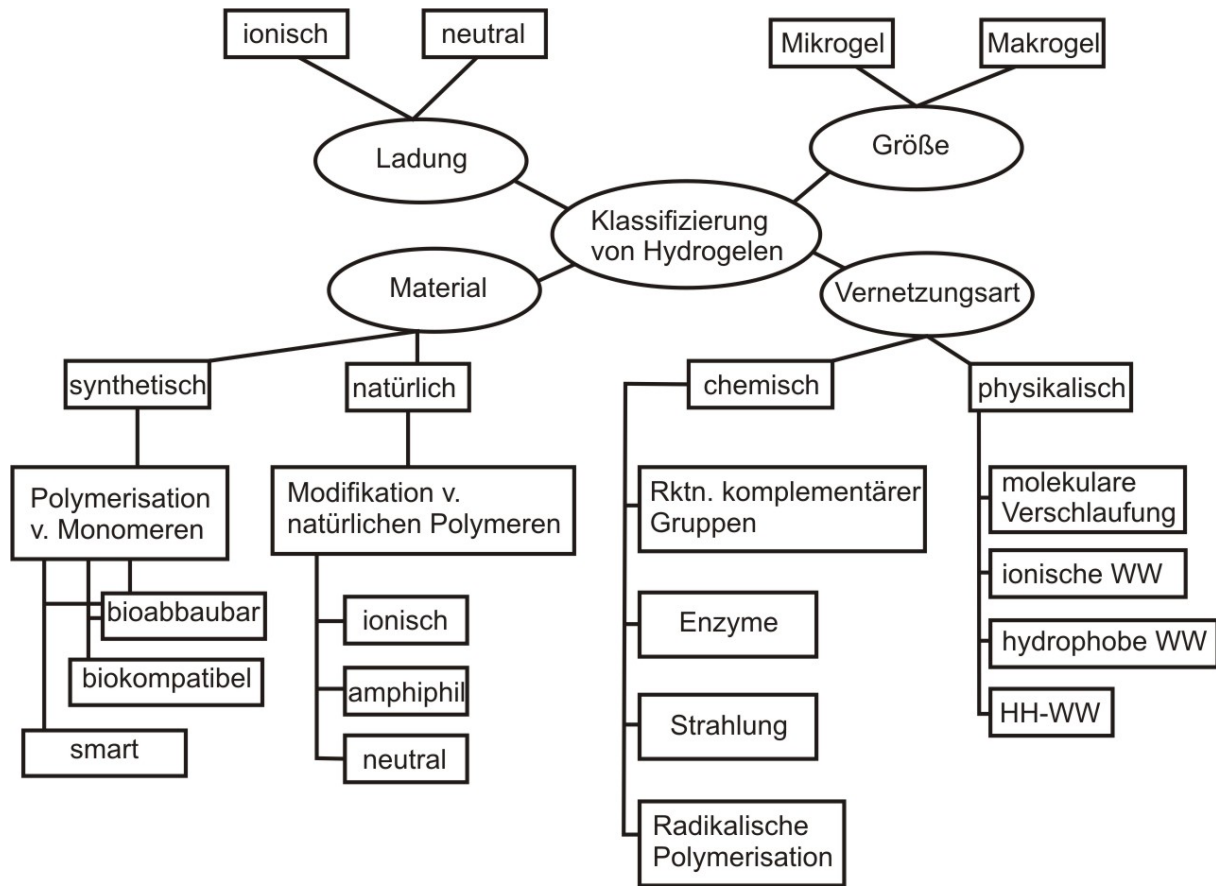 ionisch
neutral
Mikrogel
Makrogel
Ladung
Größe
Klassifizierung
von Hydrogelen
Material
Vernetzungsart
synthetisch
natürlich
chemisch
physikalisch
Polymerisation
v. Monomeren
Modifikation v.
natürlichen Polymeren
Rktn. komplementärer
Gruppen
molekulare
Verschlaufung
bioabbaubar
biokompatibel
smart
ionisch
amphiphil
neutral
Enzyme
Strahlung
Radikalische
Polymerisation
ionische WW
hydrophobe WW
HH-WW